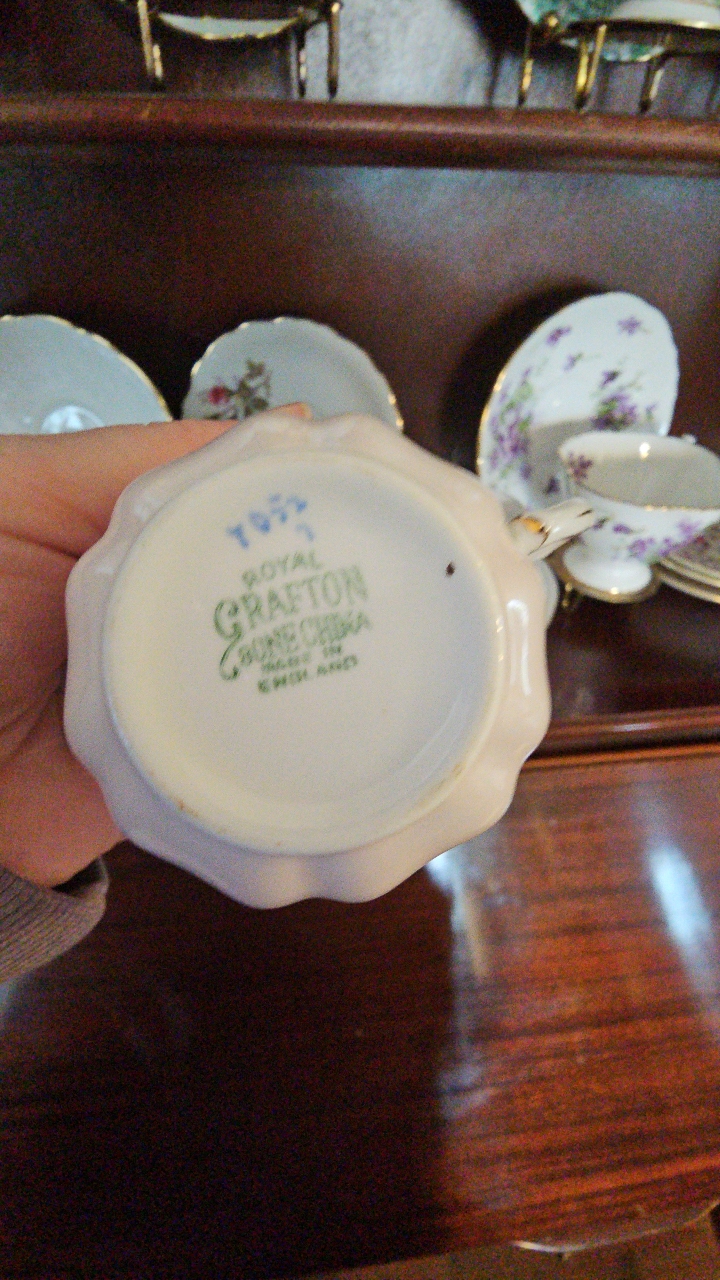 ROYAL
GRAFTON
BONE CHINA
MADE IN
ENGLAND